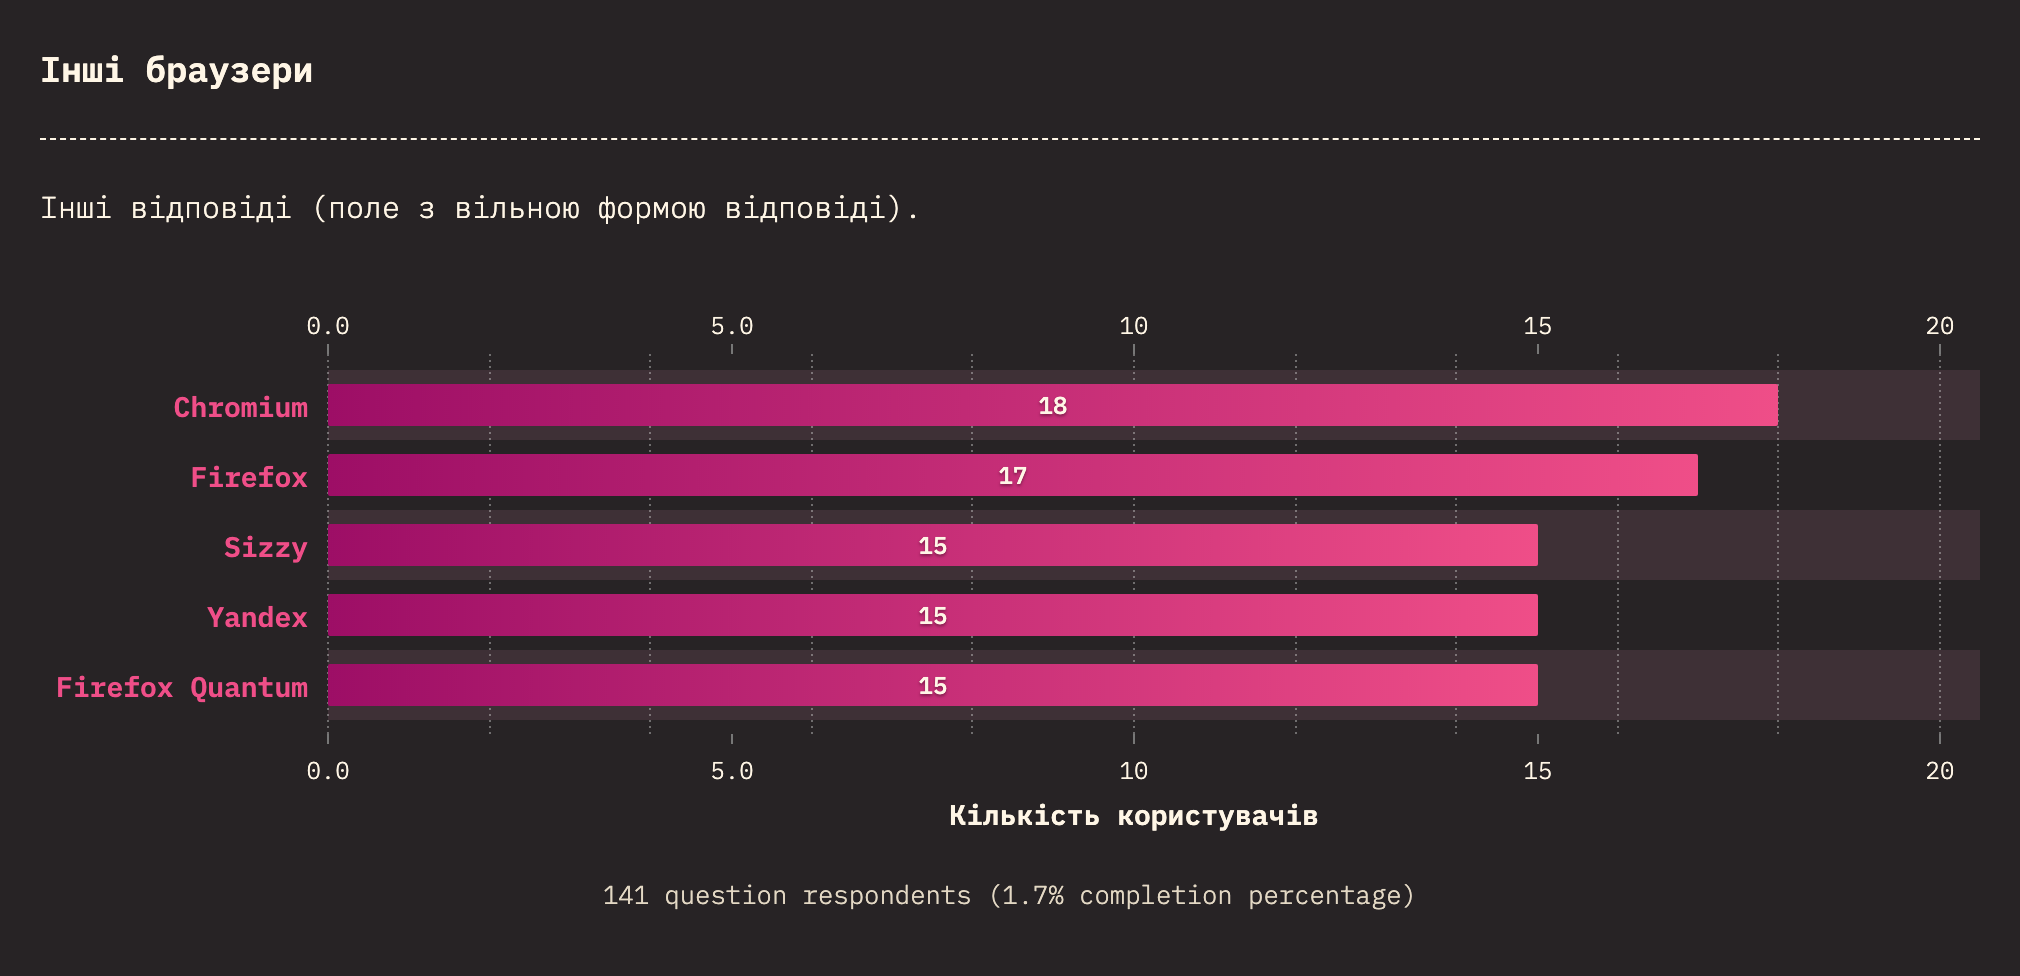 Інші браузери
Інші відповіді (поле з вільною формою відповіді).
0.0 5.0 10 15 20
Chromium 18
Firefox 17
Sizzy 15
Yandex 15
Firefox Quantum 15
0.0 5.0 10 15 20
Кількість користувачів
141 question respondents (1.7% completion percentage)